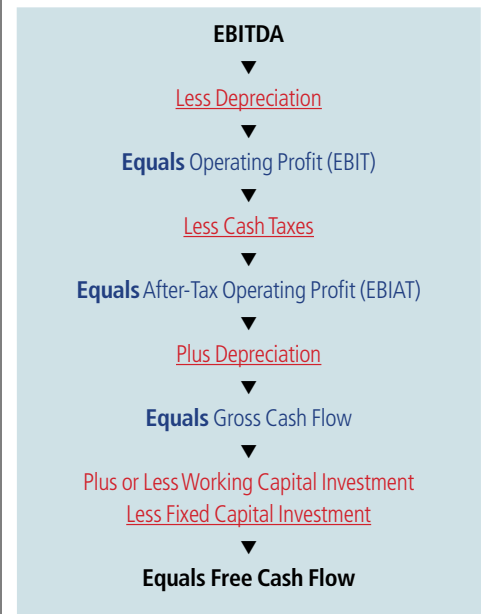 EBITDA
Less Depreciation
Equals Operating Profit (EBIT)
Less Cash Taxes
Equals After-Tax Operating Profit (EBIAT)
Plus Depreciation
Equals Gross Cash Flow
Plus or Less Working Capital Investment
Less Fixed Capital Investment
Equals Free Cash Flow